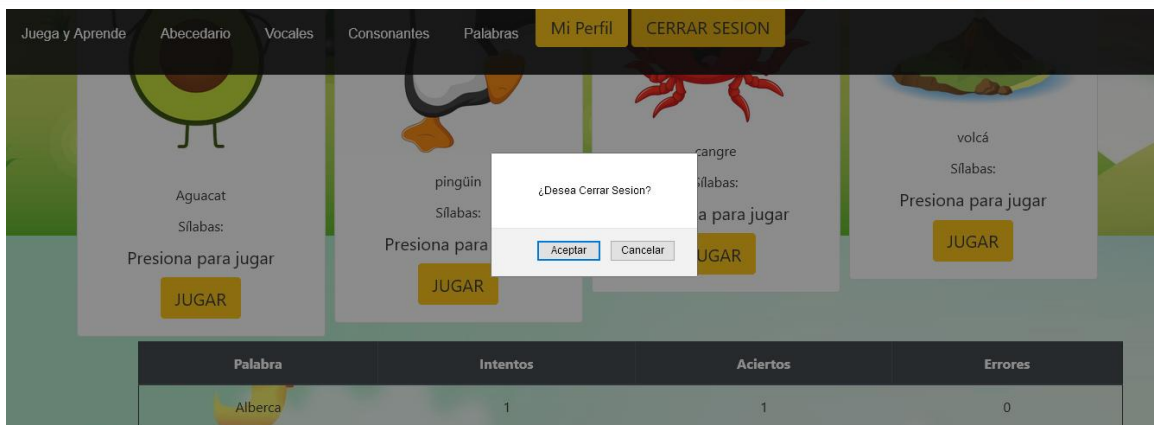 Juega y Aprende Abecedario Vocales Consonantes Palabras Mi Perfil CERRAR SESION
Aguacat
Sílabas:
Presiona para jugar
JUGAR
pingüin
Sílabas:
Presiona para
JUGAR
cangre
ílabas:
a para jugar
UGAR
volcá
Sílabas:
Presiona para jugar
JUGAR
¿Desea Cerrar Sesion?
Aceptar Cancelar
Palabra Intentos Aciertos Errores
Alberca 1 1 0